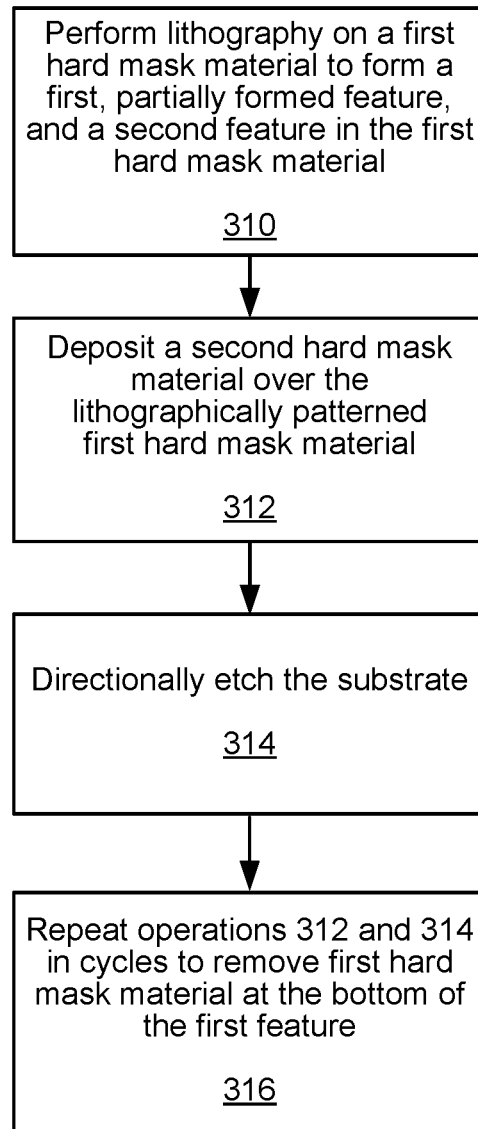 Perform lithography on a first
hard mask material to form a
first, partially formed feature,
and a second feature in the first
hard mask material
310
Deposit a second hard mask
material over the
lithographically patterned
first hard mask material
312
Directionally etch the substrate
314
Repeat operations 312 and 314
in cycles to remove first hard
mask material at the bottom of
the first feature
316